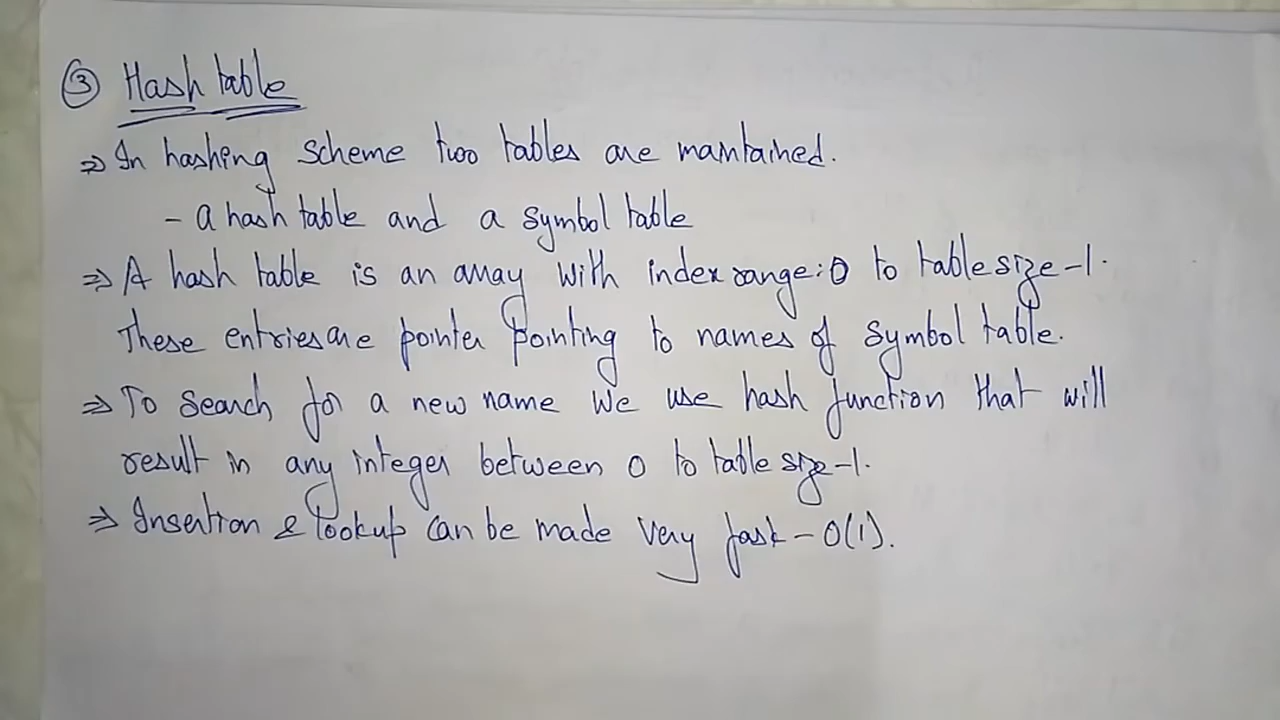 ③ Hash table
⇒ In hashing scheme two tables are maintained.
- a hash table and a symbol table
⇒ A hash table is an array with index range: 0 to table size -1.
These entries are pointer pointing to names of symbol table.
⇒ To search for a new name we use hash function that will
result in any integer between 0 to table size -1.
⇒ Insertion & lookup can be made very fast - O(1).